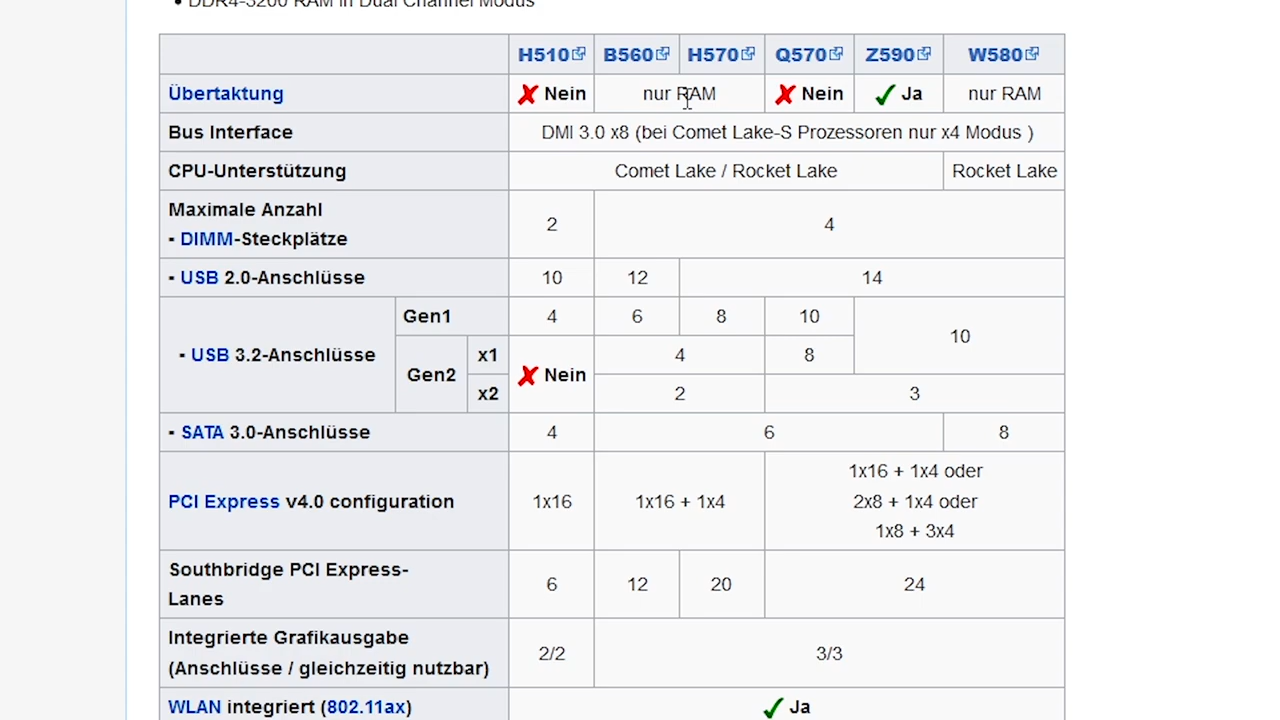 • DDR4-3200 RAM in Dual Channel Modus
H510 B560 H570 Q570 Z590 W580
Übertaktung ✘ Nein nur RAM ✘ Nein ✓ Ja nur RAM
Bus Interface DMI 3.0 x8 (bei Comet Lake-S Prozessoren nur x4 Modus )
CPU-Unterstützung Comet Lake / Rocket Lake Rocket Lake
Maximale Anzahl
▪ DIMM-Steckplätze 2 4
▪ USB 2.0-Anschlüsse 10 12 14
▪ USB 3.2-Anschlüsse Gen1 4 6 8 10 10
Gen2 x1 ✘ Nein 4 8
x2 2 3
▪ SATA 3.0-Anschlüsse 4 6 8
PCI Express v4.0 configuration 1x16 1x16 + 1x4 1x16 + 1x4 oder
2x8 + 1x4 oder
1x8 + 3x4
Southbridge PCI Express-
Lanes 6 12 20 24
Integrierte Grafikausgabe
(Anschlüsse / gleichzeitig nutzbar) 2/2 3/3
WLAN integriert (802.11ax) ✓ Ja